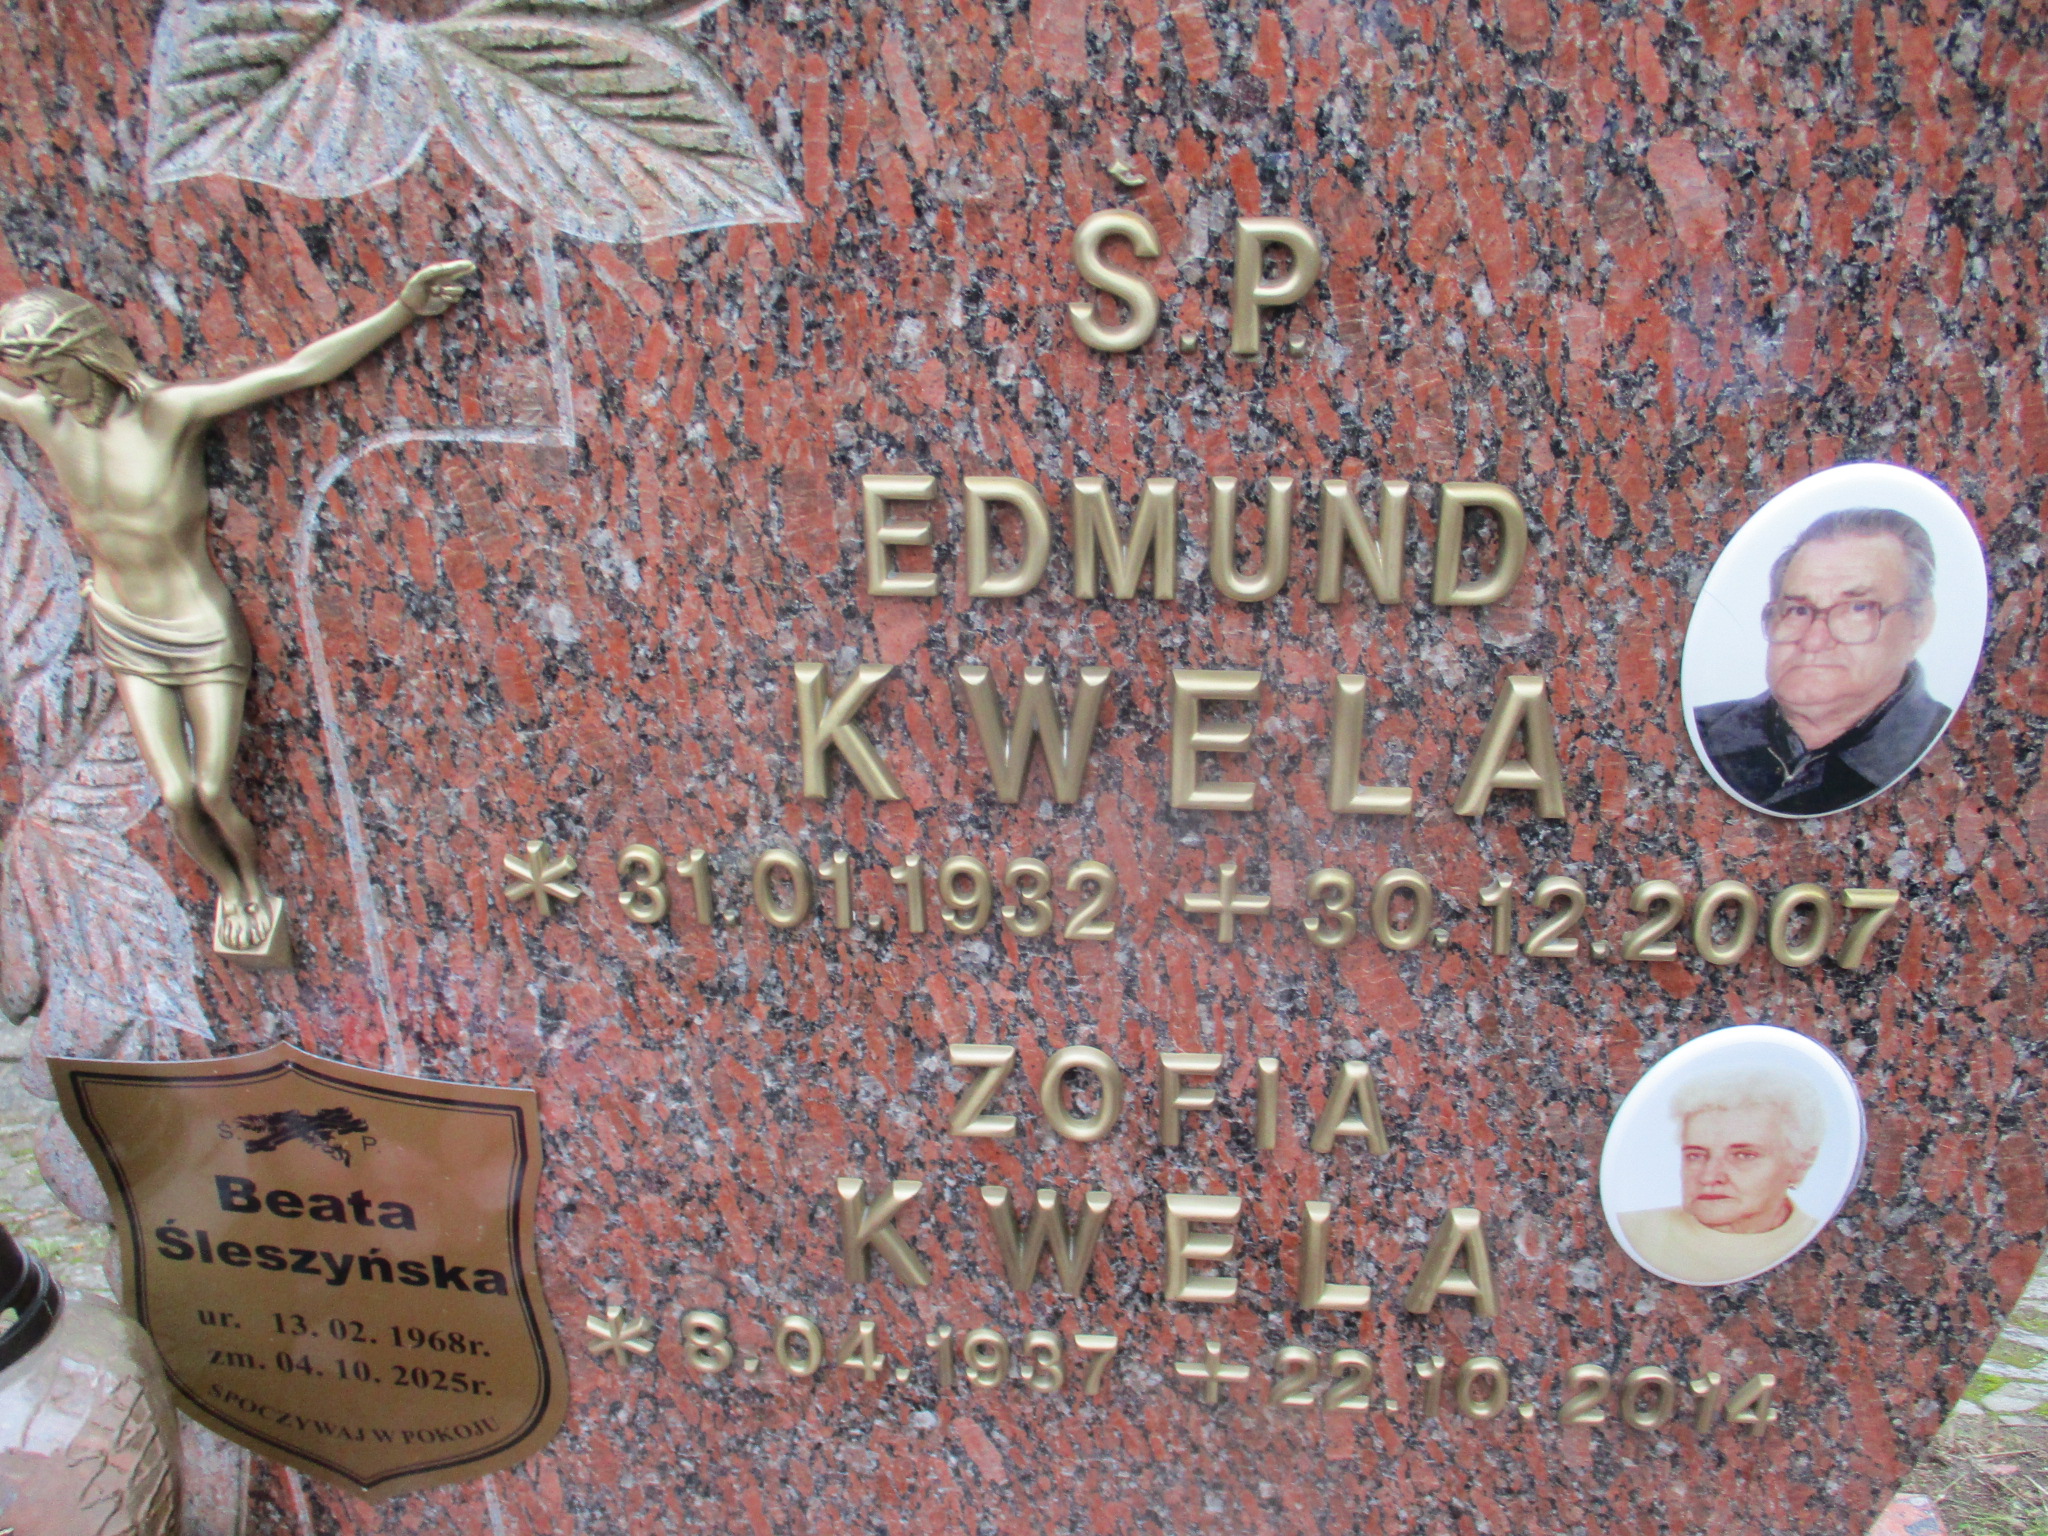 Ś.P.
EDMUND
KWELA
* 31.01.1932 + 30.12.2007
ZOFIA
KWELA
* 8.04.1937 + 22.10.2014
Ś. P.
Beata
Śleszyńska
ur. 13. 02. 1968r.
zm. 04. 10. 2025r.
SPOCZYWAJ W POKOJU